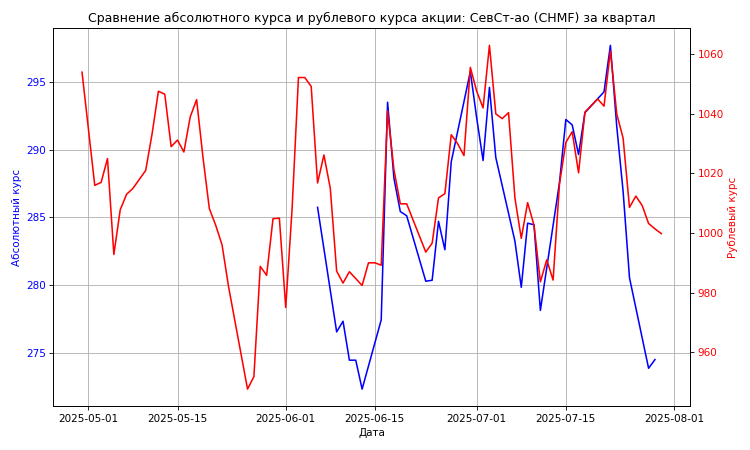 Сравнение абсолютного курса и рублевого курса акции: СевСт-ао (CHMF) за квартал
Абсолютный курс
295
290
285
280
275
1060
1040
1020
1000
980
960
Рублевый курс
2025-05-01 2025-05-15 2025-06-01 2025-06-15 2025-07-01 2025-07-15 2025-08-01
Дата